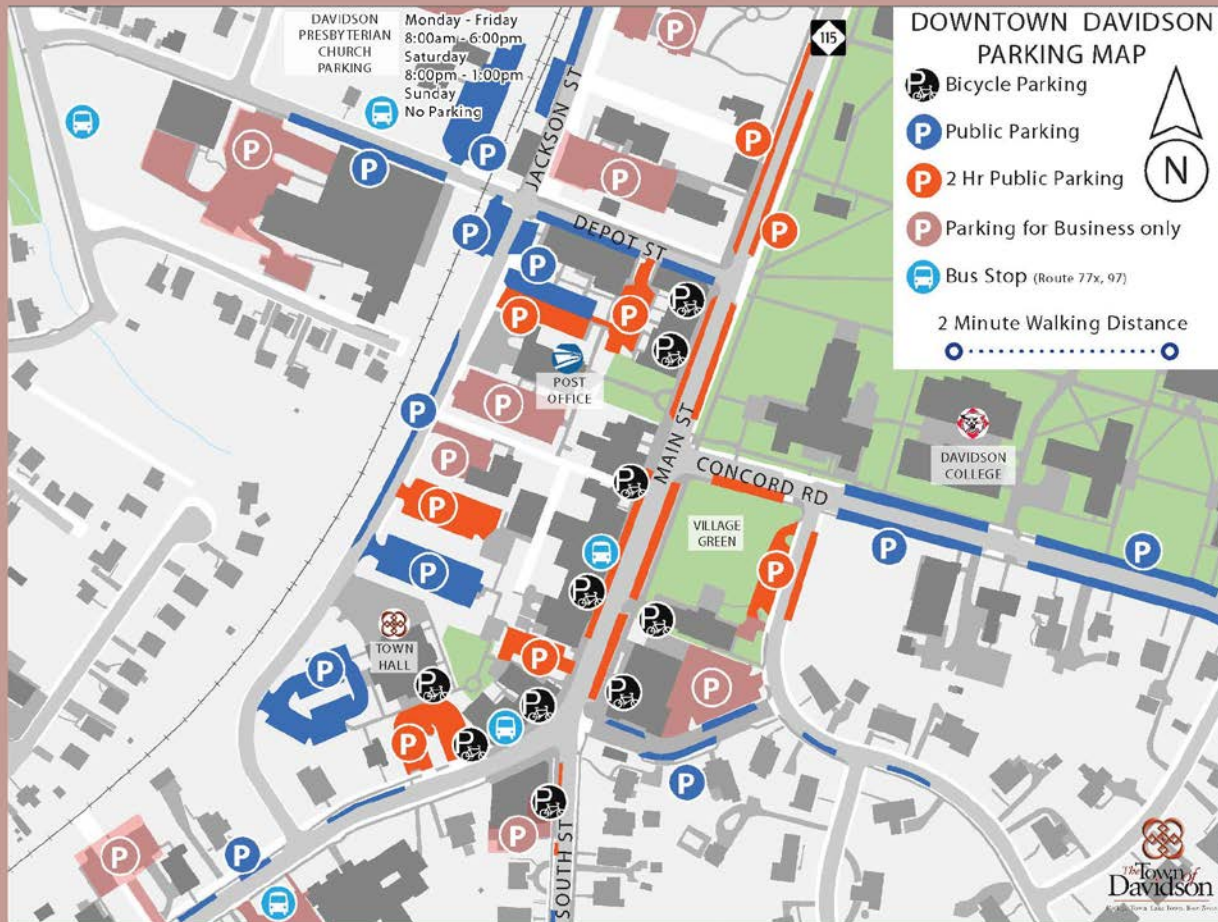 DAVIDSON
PRESBYTERIAN
CHURCH
PARKING
Monday - Friday
8:00am - 6:00pm
Saturday
8:00pm - 1:00pm
Sunday
No Parking
115
DOWNTOWN DAVIDSON
PARKING MAP
P Bicycle Parking
P Public Parking
P 2 Hr Public Parking
P Parking for Business only
Bus Stop (Route 77x, 97)
2 Minute Walking Distance
N
JACKSON ST
DEPOT ST
POST
OFFICE
MAIN ST
CONCORD RD
DAVIDSON
COLLEGE
VILLAGE
GREEN
TOWN
HALL
SOUTH ST
The Town of
Davidson